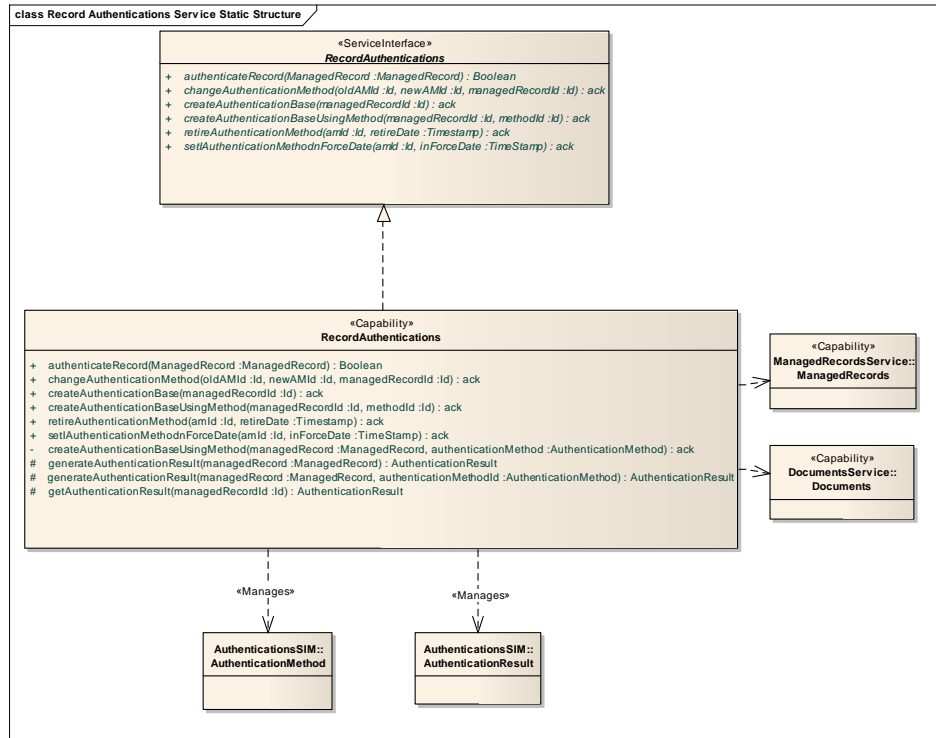 class Record Authentications Service Static Structure
«ServiceInterface»
RecordAuthentications
+ authenticateRecord(ManagedRecord :ManagedRecord) : Boolean
+ changeAuthenticationMethod(oldAMId :Id, newAMId :Id, managedRecordId :Id) : ack
+ createAuthenticationBase(managedRecordId :Id) : ack
+ createAuthenticationBaseUsingMethod(managedRecordId :Id, methodId :Id) : ack
+ retireAuthenticationMethod(amId :Id, retireDate :Timestamp) : ack
+ setIAuthenticationMethodnForceDate(amId :Id, inForceDate :TimeStamp) : ack
«Capability»
RecordAuthentications
+ authenticateRecord(ManagedRecord :ManagedRecord) : Boolean
+ changeAuthenticationMethod(oldAMId :Id, newAMId :Id, managedRecordId :Id) : ack
+ createAuthenticationBase(managedRecordId :Id) : ack
+ createAuthenticationBaseUsingMethod(managedRecordId :Id, methodId :Id) : ack
+ retireAuthenticationMethod(amId :Id, retireDate :Timestamp) : ack
+ setIAuthenticationMethodnForceDate(amId :Id, inForceDate :TimeStamp) : ack
- createAuthenticationBaseUsingMethod(managedRecord :ManagedRecord, authenticationMethod :AuthenticationMethod) : ack
# generateAuthenticationResult(managedRecord :ManagedRecord) : AuthenticationResult
# generateAuthenticationResult(managedRecord :ManagedRecord, authenticationMethodId :AuthenticationMethod) : AuthenticationResult
# getAuthenticationResult(managedRecordId :Id) : AuthenticationResult
«Capability»
ManagedRecordsService::
ManagedRecords
«Capability»
DocumentsService::
Documents
«Manages»
«Manages»
AuthenticationsSIM::
AuthenticationMethod
AuthenticationsSIM::
AuthenticationResult